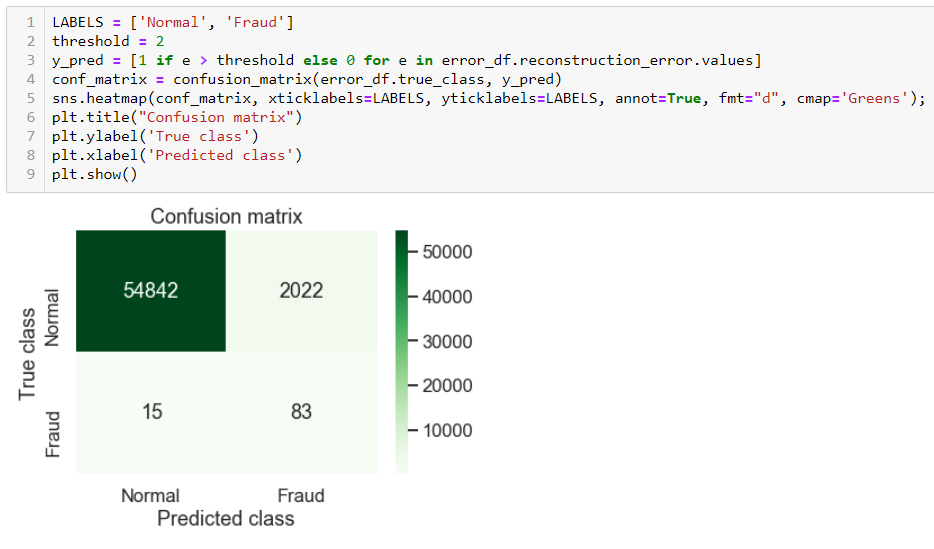 1 LABELS = ['Normal', 'Fraud']
2 threshold = 2
3 y_pred = [1 if e > threshold else 0 for e in error_df.reconstruction_error.values]
4 conf_matrix = confusion_matrix(error_df.true_class, y_pred)
5 sns.heatmap(conf_matrix, xticklabels=LABELS, yticklabels=LABELS, annot=True, fmt="d", cmap='Greens');
6 plt.title("Confusion matrix")
7 plt.ylabel('True class')
8 plt.xlabel('Predicted class')
9 plt.show()
Confusion matrix
True class
Normal
Fraud
54842 2022
15 83
Normal Fraud
Predicted class
50000
40000
30000
20000
10000